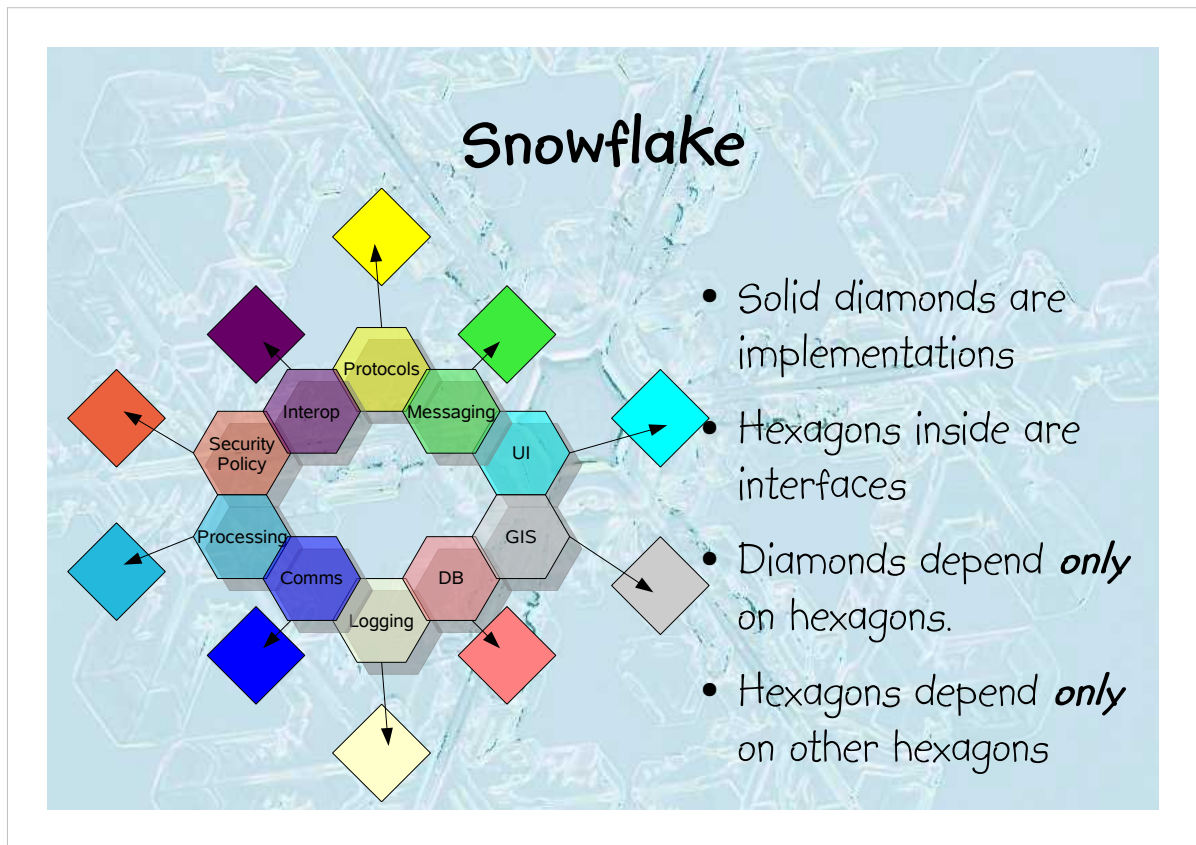 Snowflake
Protocols
Interop
Messaging
Security
Policy
UI
Processing
GIS
Comms
DB
Logging
• Solid diamonds are
implementations
• Hexagons inside are
interfaces
• Diamonds depend only
on hexagons.
• Hexagons depend only
on other hexagons